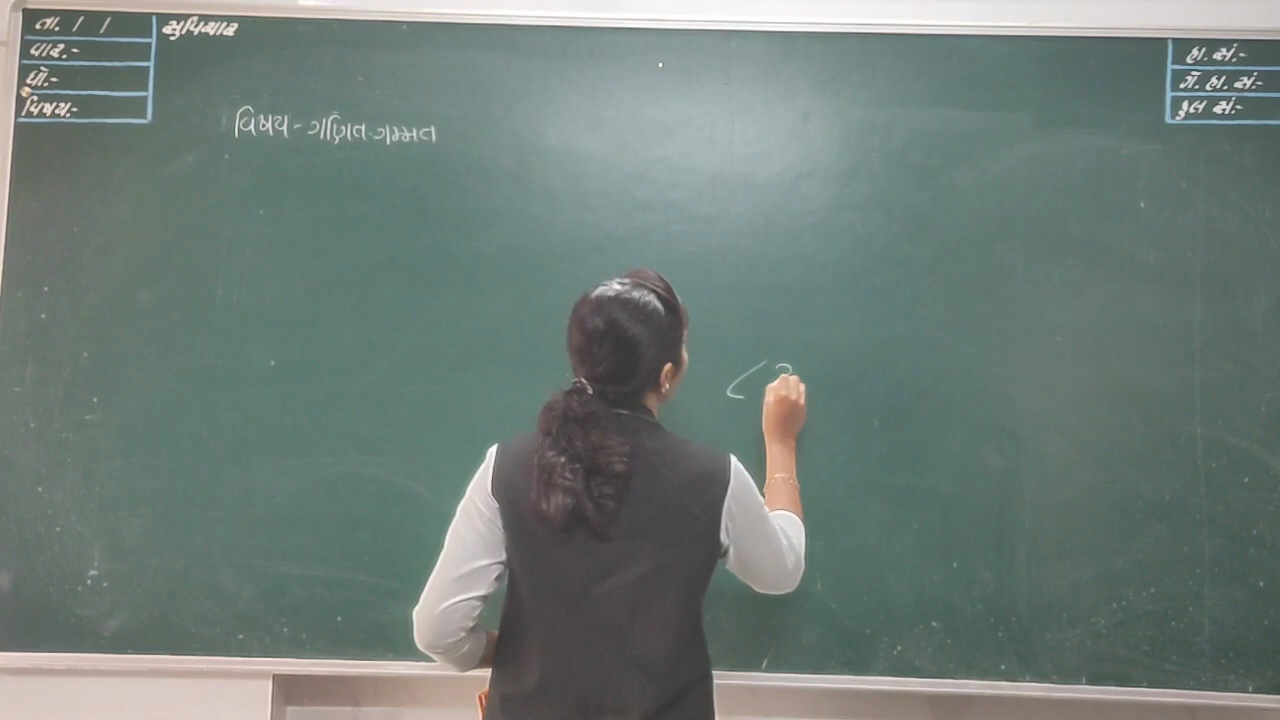 તા. / /
વાર.-
ધો.-
વિષય.-
સુવિચાર
હા. સં.-
ગે. હા. સં.-
કુલ સં.-
વિષય - ગણિત-ગમ્મત